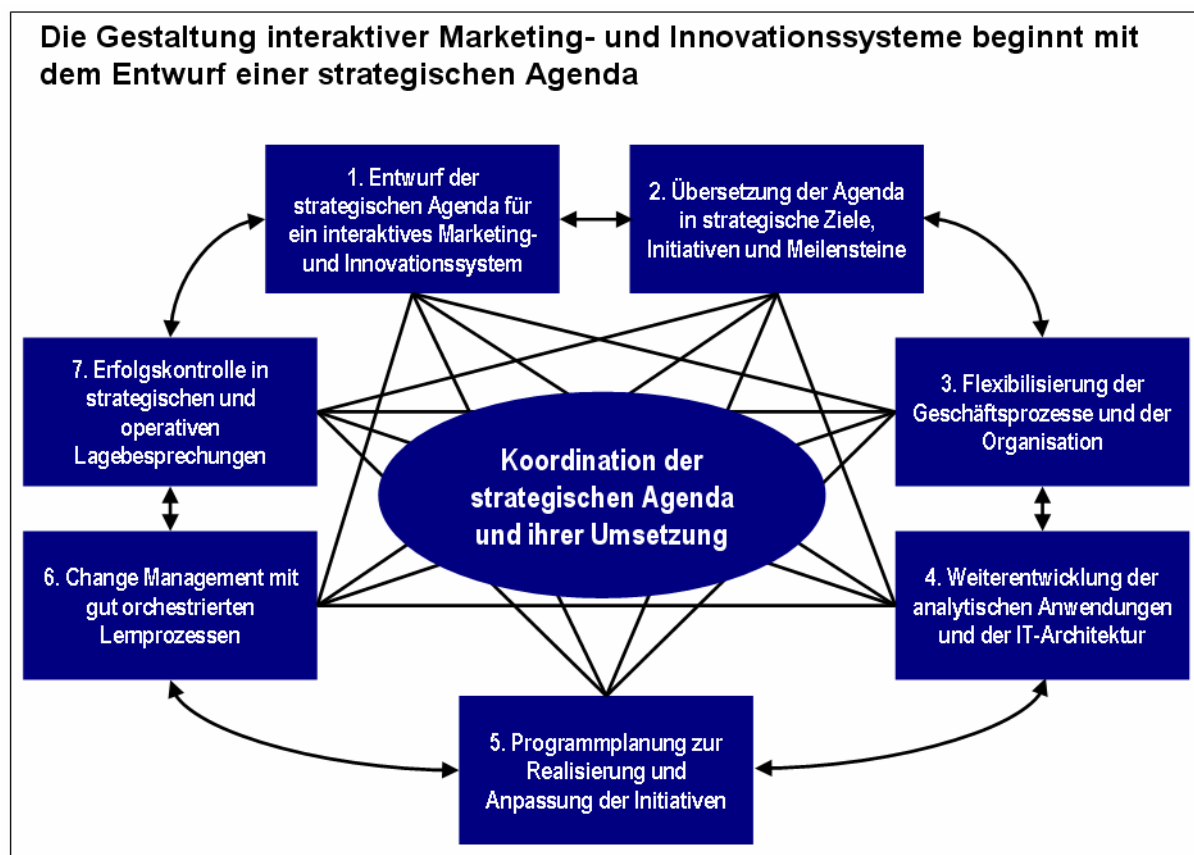 Die Gestaltung interaktiver Marketing- und Innovationssysteme beginnt mit
dem Entwurf einer strategischen Agenda
1. Entwurf der
strategischen Agenda für
ein interaktives Marketing-
und Innovationssystem
2. Übersetzung der Agenda
in strategische Ziele,
Initiativen und Meilensteine
3. Flexibilisierung der
Geschäftsprozesse und der
Organisation
4. Weiterentwicklung der
analytischen Anwendungen
und der IT-Architektur
5. Programmplanung zur
Realisierung und
Anpassung der Initiativen
6. Change Management mit
gut orchestrierten
Lernprozessen
7. Erfolgskontrolle in
strategischen und
operativen
Lagebesprechungen
Koordination der
strategischen Agenda
und ihrer Umsetzung